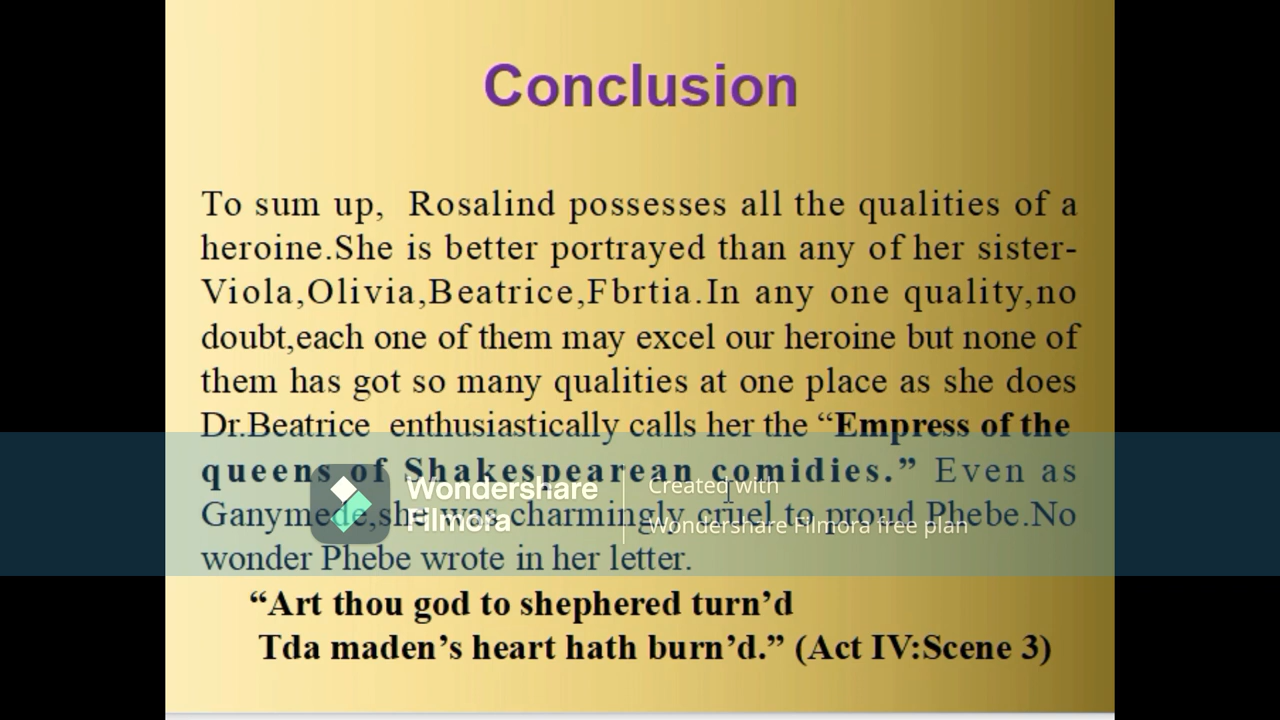 Conclusion
To sum up, Rosalind possesses all the qualities of a
heroine.She is better portrayed than any of her sister-
Viola,Olivia,Beatrice,Fbrtia.In any one quality,no
doubt,each one of them may excel our heroine but none of
them has got so many qualities at one place as she does
Dr.Beatrice enthusiastically calls her the “Empress of the
queens of Shakespearean comidies.” Even as
Ganymede,she was charmingly cruel to proud Phebe.No
wonder Phebe wrote in her letter.
“Art thou god to shephered turn’d
Tda maden’s heart hath burn’d.” (Act IV:Scene 3)
Wondershare
Filmora
Created with
Wondershare Filmora free plan